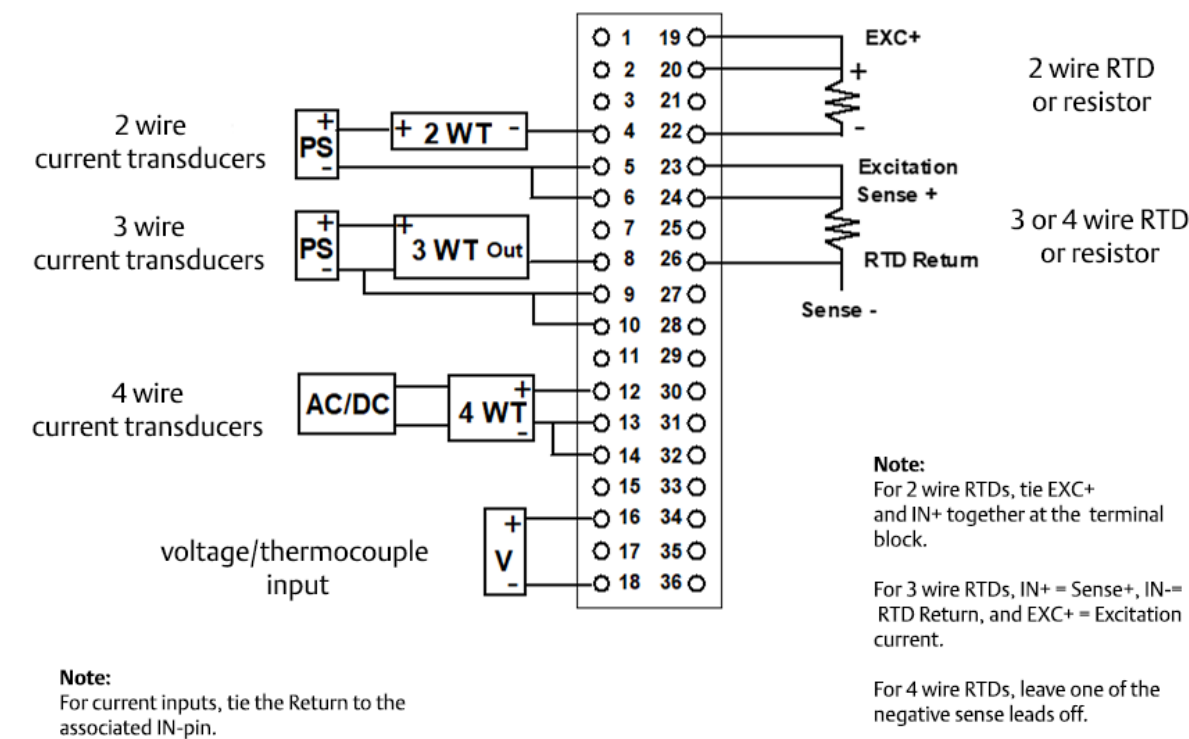 1 19 EXC+
2 20 +
3 21
2 wire RTD
or resistor
2 wire
current transducers
+
PS
-
+ 2 WT -
4 22 -
5 23 Excitation
6 24 Sense +
3 wire
current transducers
+
PS
-
+
3 WT Out
7 25
8 26 RTD Return
3 or 4 wire RTD
or resistor
9 27
Sense -
10 28
11 29
4 wire
current transducers
AC/DC
+
4 WT
-
12 30
13 31
14 32
15 33
voltage/thermocouple
input
+
V
-
16 34
17 35
18 36
Note:
For 2 wire RTDs, tie EXC+
and IN+ together at the terminal
block.
For 3 wire RTDs, IN+ = Sense+, IN-=
RTD Return, and EXC+ = Excitation
current.
For 4 wire RTDs, leave one of the
negative sense leads off.
Note:
For current inputs, tie the Return to the
associated IN-pin.